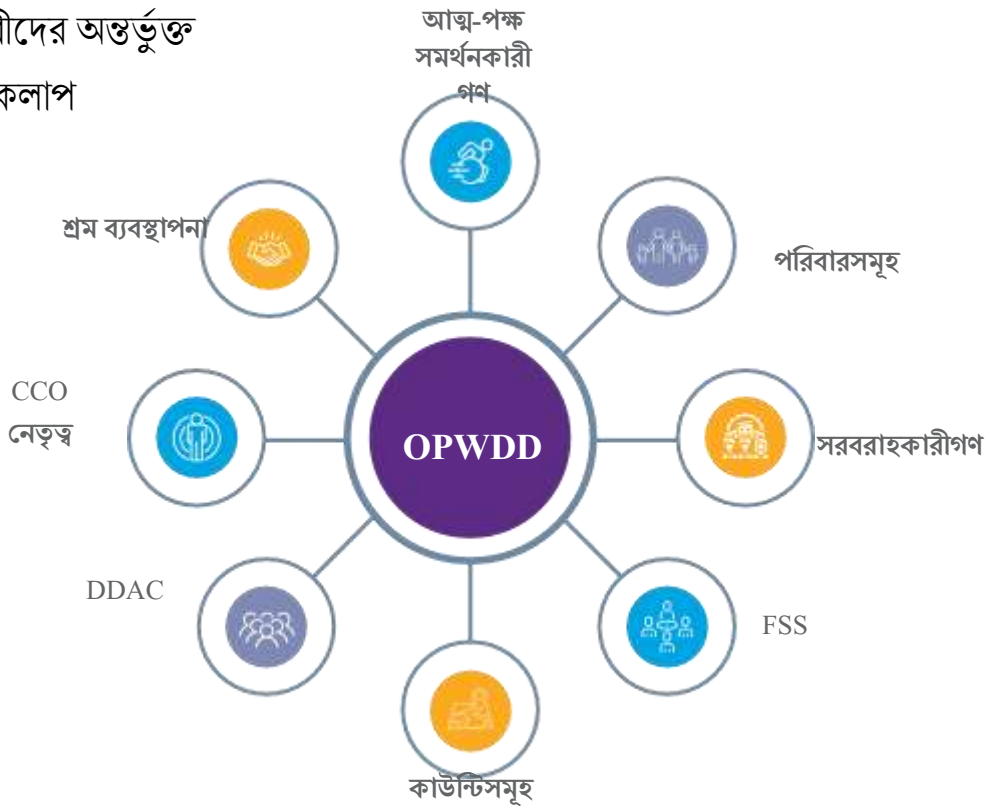 অন্তর্ভুক্ত
আত্ম-পক্ষ
সমর্থনকারী
গণ
শ্রম ব্যবস্থাপনা
পরিবারসমূহ
CCO
নেতৃত্ব
OPWDD
সরবরাহকারীগণ
DDAC
FSS
কাউন্টিসমূহ